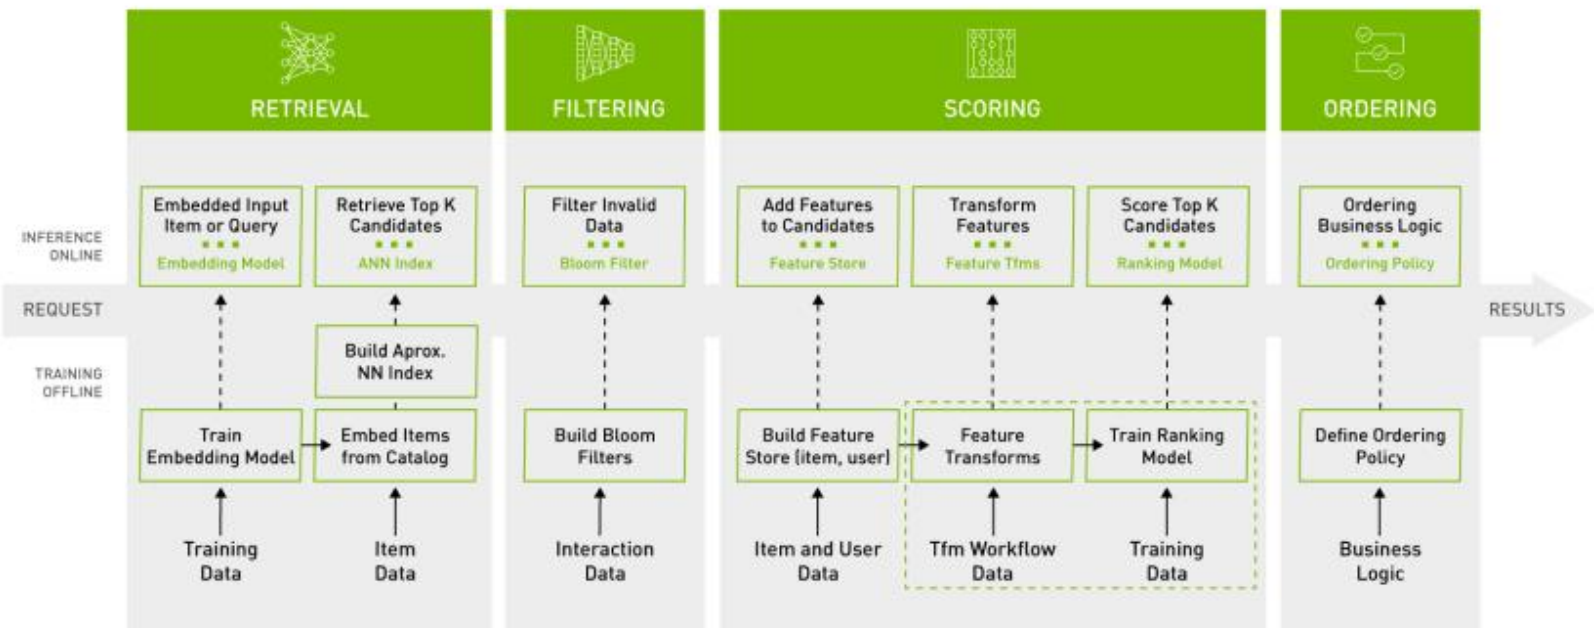 RETRIEVAL
FILTERING
SCORING
ORDERING
INFERENCE
ONLINE
Embedded Input
Item or Query
Embedding Model
Retrieve Top K
Candidates
ANN Index
Filter Invalid
Data
Bloom Filter
Add Features
to Candidates
Feature Store
Transform
Features
Feature Tfms
Score Top K
Candidates
Ranking Model
Ordering
Business Logic
Ordering Policy
REQUEST
RESULTS
TRAINING
OFFLINE
Build Aprox.
NN Index
Train
Embedding Model
Embed Items
from Catalog
Build Bloom
Filters
Build Feature
Store (item, user)
Feature
Transforms
Train Ranking
Model
Define Ordering
Policy
Training
Data
Item
Data
Interaction
Data
Item and User
Data
Tfm Workflow
Data
Training
Data
Business
Logic